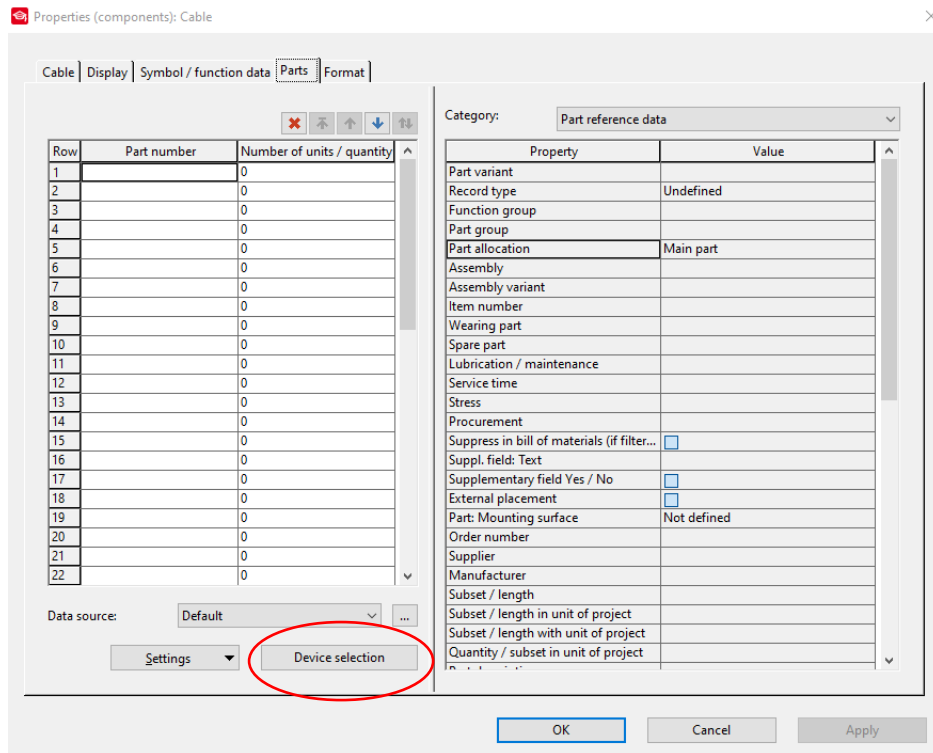 Properties (components): Cable
Cable Display Symbol / function data Parts Format
Category: Part reference data
Row Part number Number of units / quantity
1 0
2 0
3 0
4 0
5 0
6 0
7 0
8 0
9 0
10 0
11 0
12 0
13 0
14 0
15 0
16 0
17 0
18 0
19 0
20 0
21 0
22 0
Data source: Default ...
Settings Device selection
Property Value
Part variant
Record type Undefined
Function group
Part group
Part allocation Main part
Assembly
Assembly variant
Item number
Wearing part
Spare part
Lubrication / maintenance
Service time
Stress
Procurement
Suppress in bill of materials (if filter...
Suppl. field: Text
Supplementary field Yes / No
External placement
Part: Mounting surface Not defined
Order number
Supplier
Manufacturer
Subset / length
Subset / length in unit of project
Subset / length with unit of project
Quantity / subset in unit of project
OK Cancel Apply